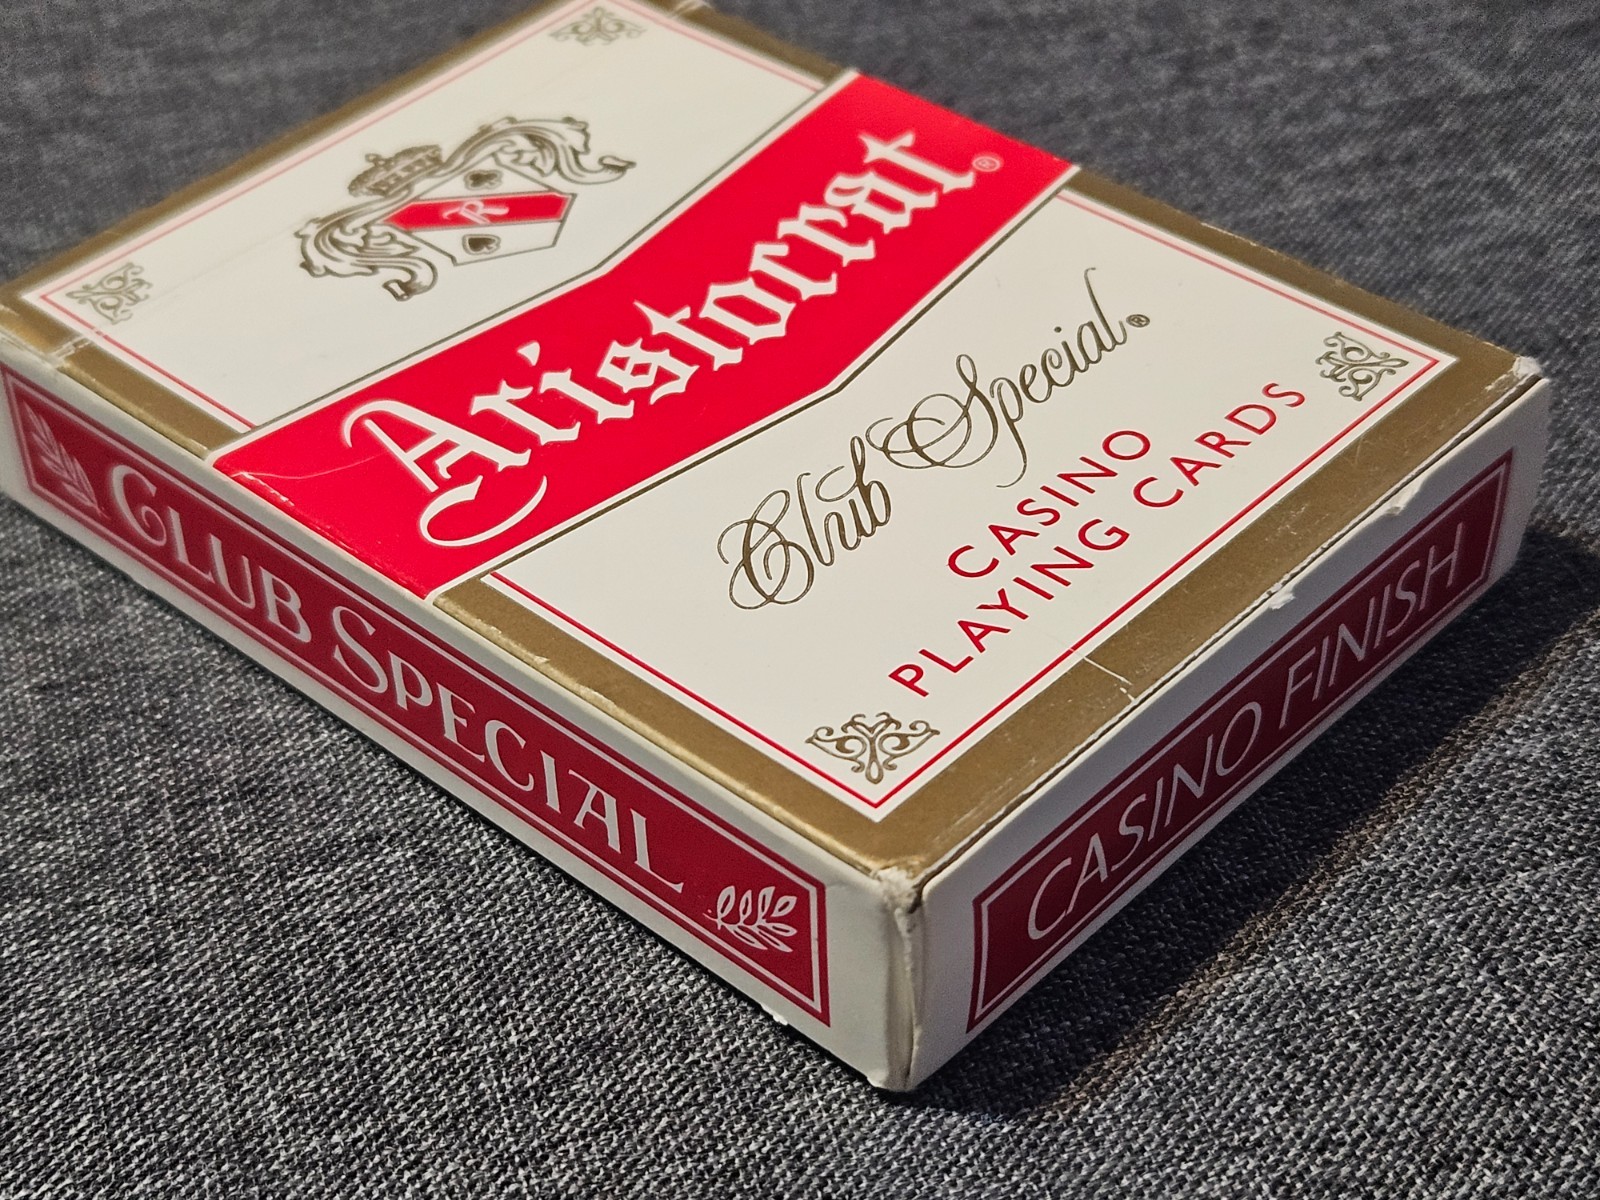 R
Aristocrat®
Club Special®
CASINO
PLAYING CARDS
CLUB SPECIAL
CASINO FINISH